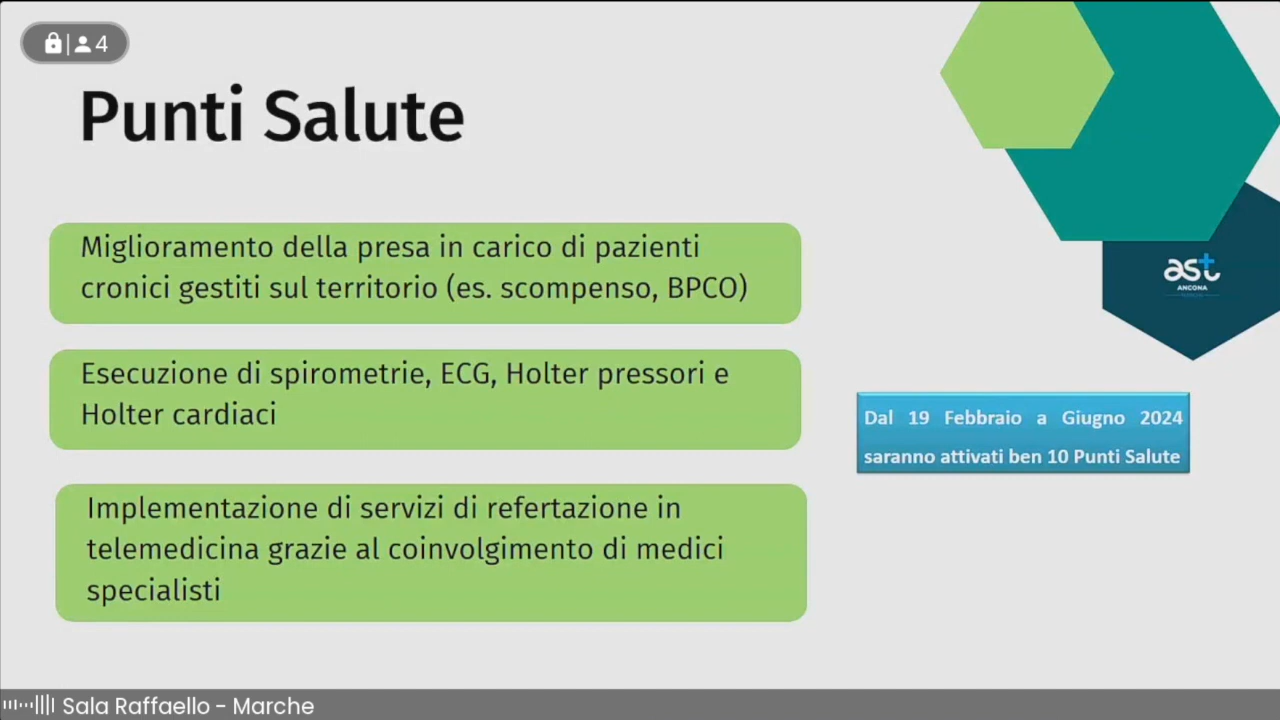 4
Punti Salute
Miglioramento della presa in carico di pazienti
cronici gestiti sul territorio (es. scompenso, BPCO)
ast
ANCONA
Esecuzione di spirometrie, ECG, Holter pressori e
Holter cardiaci
Dal 19 Febbraio a Giugno 2024
saranno attivati ben 10 Punti Salute
Implementazione di servizi di refertazione in
telemedicina grazie al coinvolgimento di medici
specialisti
Sala Raffaello - Marche